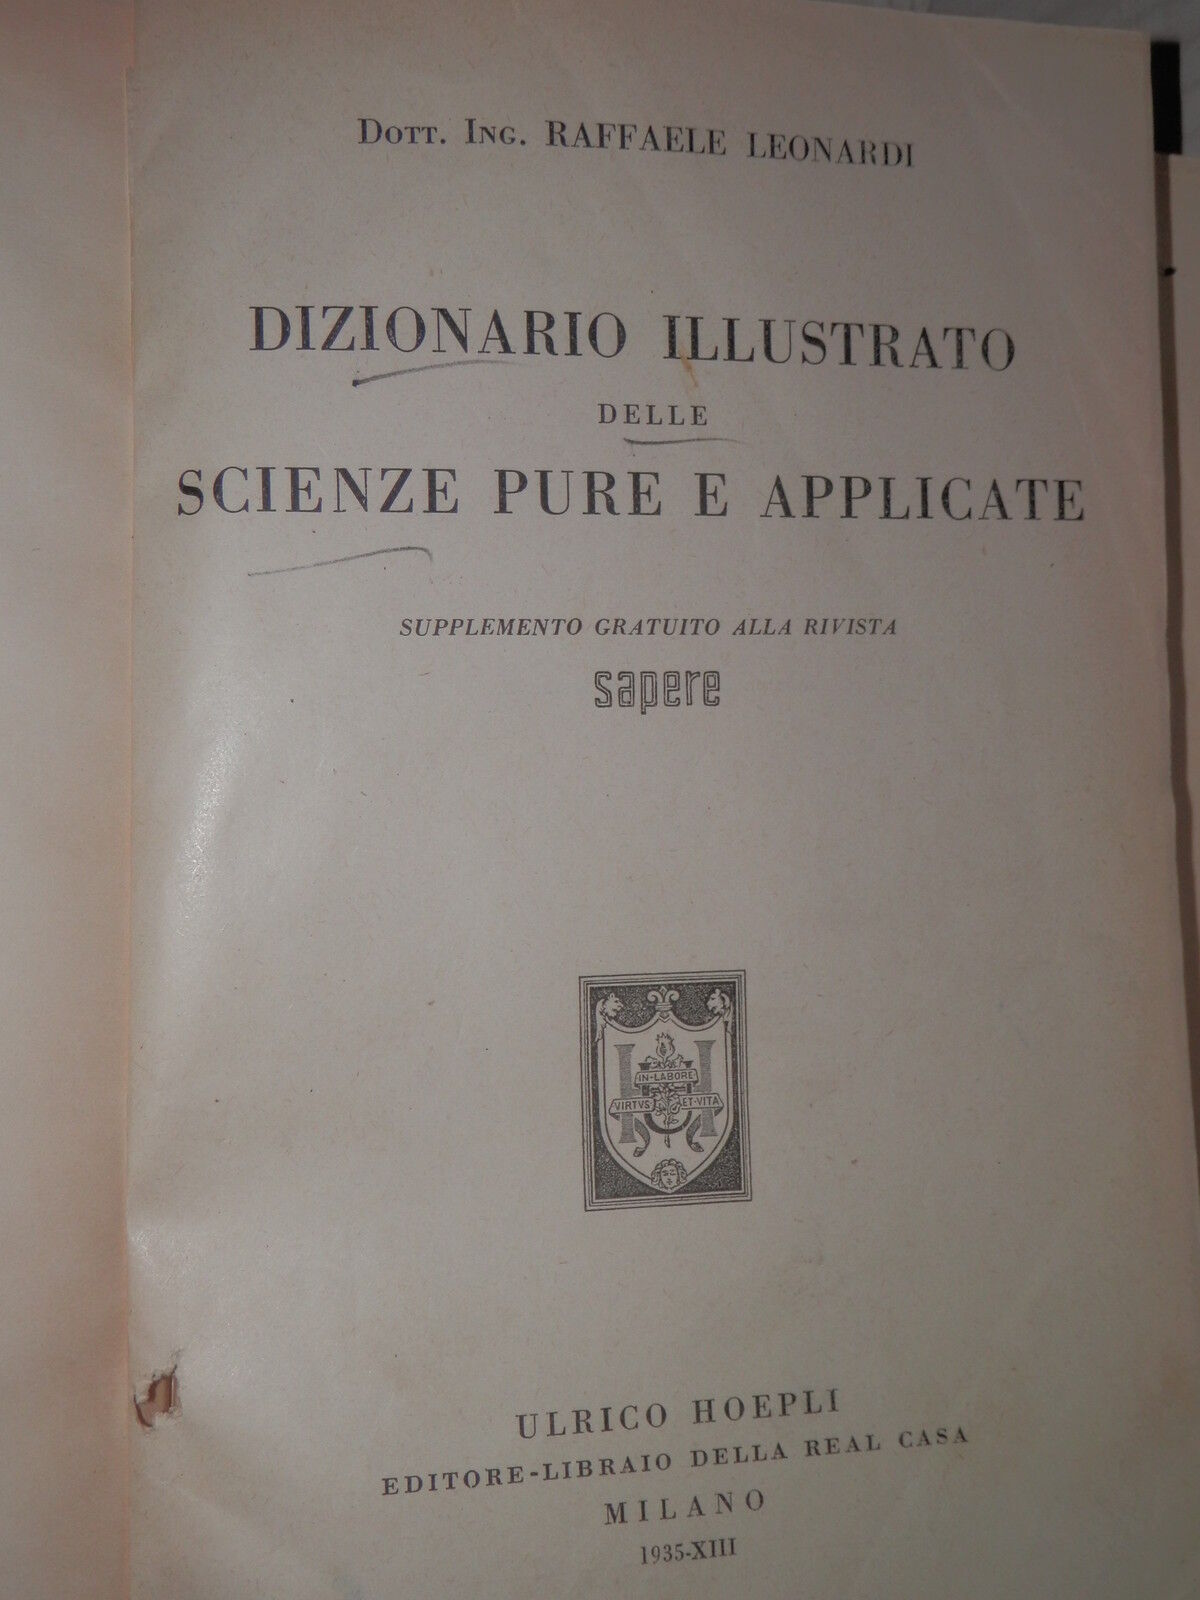 Dott. Ing. RAFFAELE LEONARDI
DIZIONARIO ILLUSTRATO
DELLE
SCIENZE PURE E APPLICATE
SUPPLEMENTO GRATUITO ALLA RIVISTA
sapere
IN·LABORE
VIRTVS ET·VITA
ULRICO HOEPLI
EDITORE-LIBRAIO DELLA REAL CASA
MILANO
1935-XIII